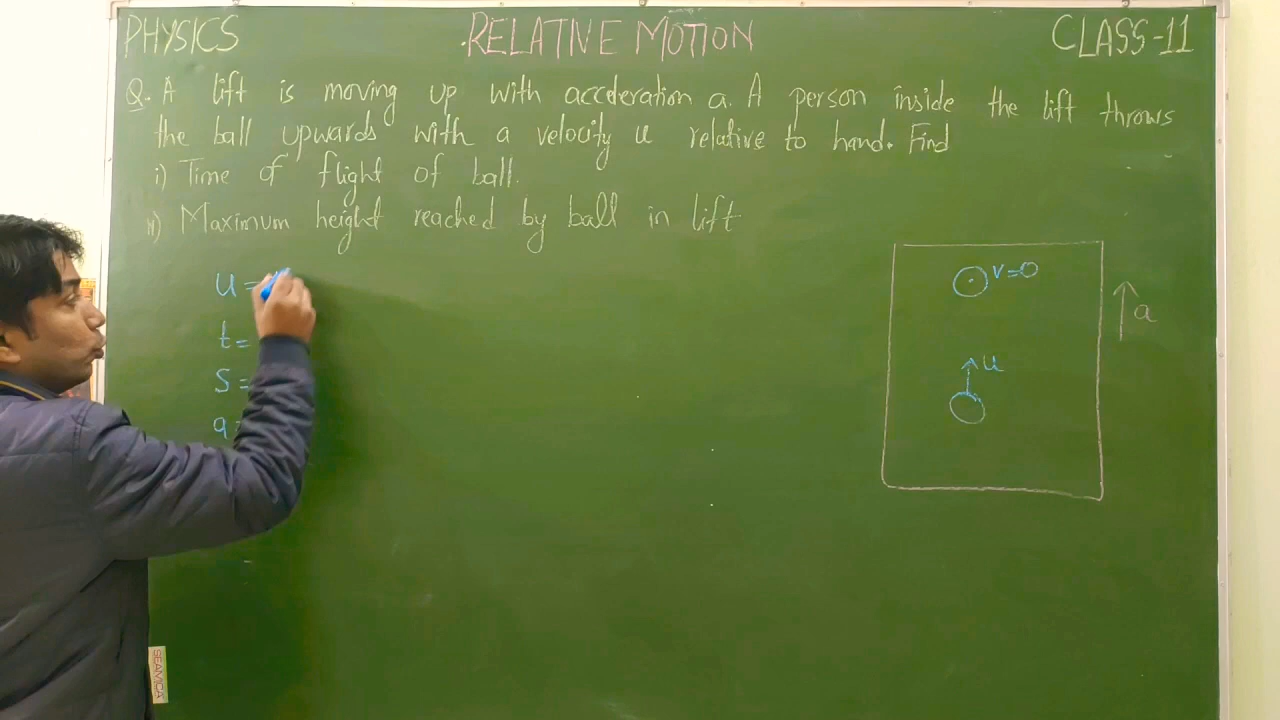 PHYSICS RELATIVE MOTION CLASS-11
Q. A lift is moving up with acceleration a. A person inside the lift throws
the ball upwards with a velocity u relative to hand. Find
i) Time of flight of ball.
ii) Maximum height reached by ball in lift
u=
t=
s=
a=
v=0
u
a
SEAMICA